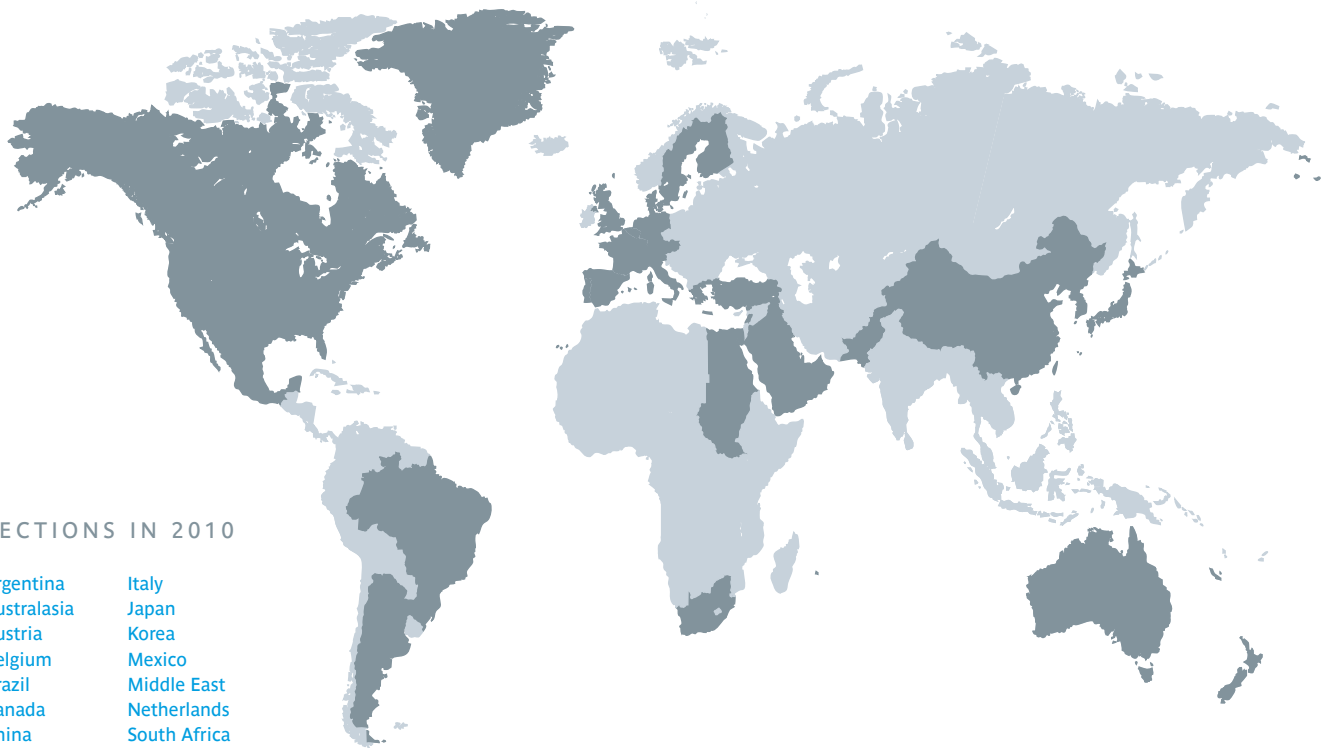 ECTIONS IN 2010
rgentina
ustralasia
ustria
elgium
razil
anada
hina
Italy
Japan
Korea
Mexico
Middle East
Netherlands
South Africa